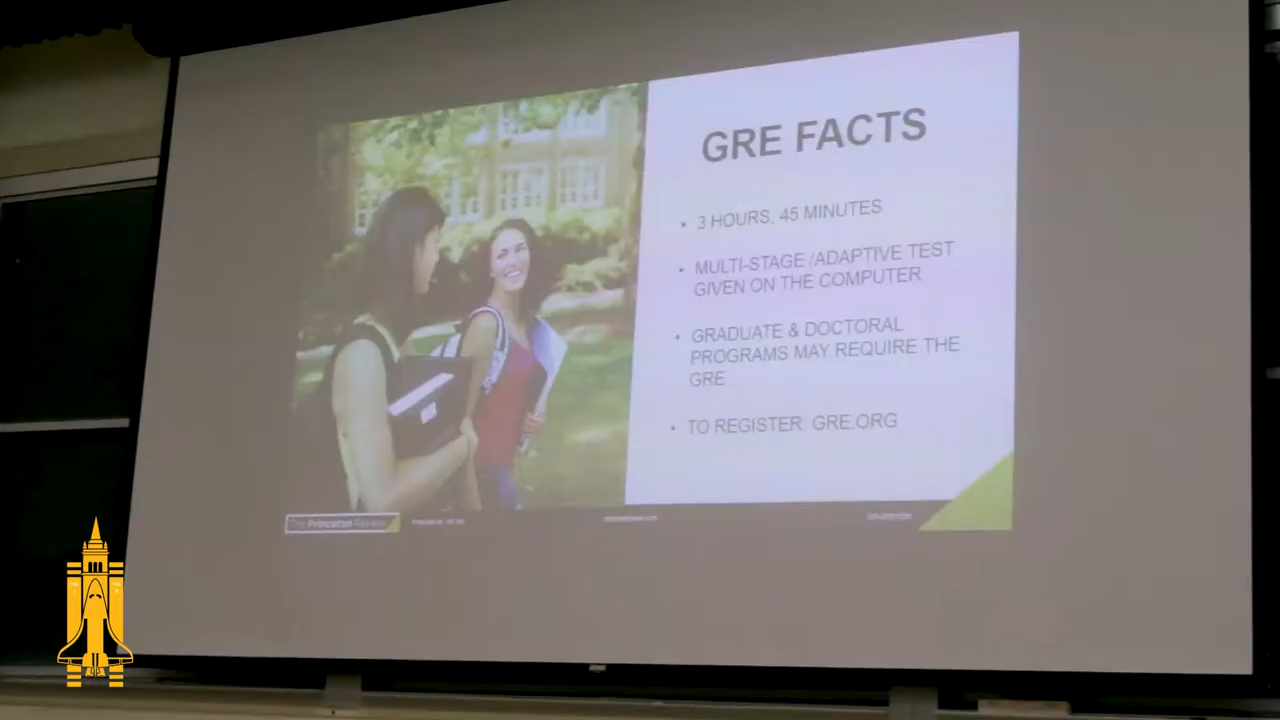 GRE FACTS
• 3 HOURS, 45 MINUTES
• MULTI-STAGE /ADAPTIVE TEST
GIVEN ON THE COMPUTER
• GRADUATE & DOCTORAL
PROGRAMS MAY REQUIRE THE
GRE
• TO REGISTER: GRE.ORG
The Princeton Review